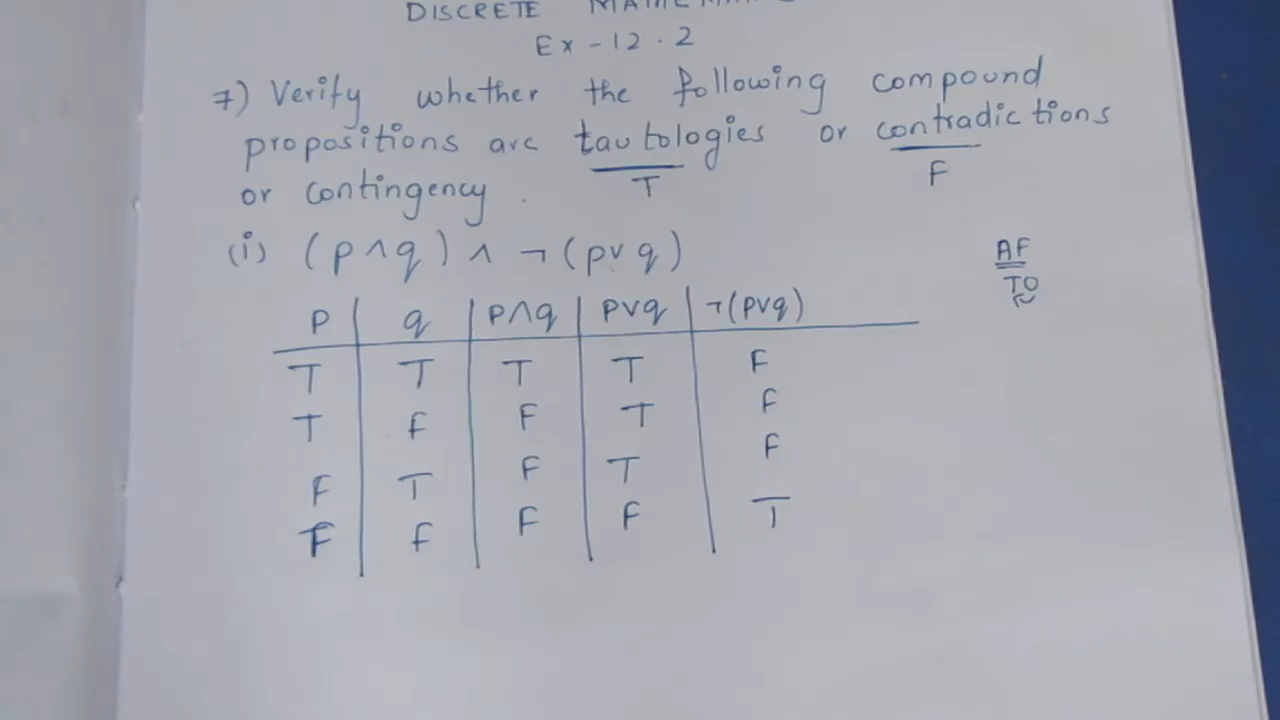 DISCRETE
Ex - 12.2
7) Verify whether the following compound
propositions are tautologies or contradictions
T F
or contingency.
(i) (p ∧ q) ∧ ¬ (p ∨ q)
AF
TO
P q p∧q p∨q ¬(p∨q)
T T T T F
T F F T F
F T F T F
F F F F T